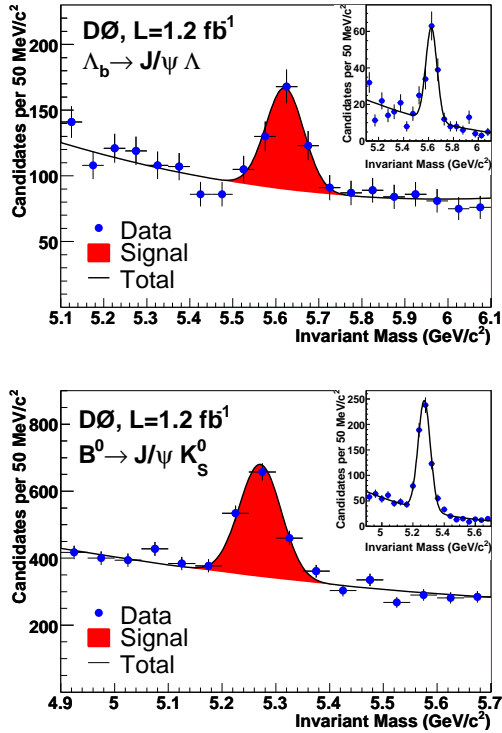 DØ, L=1.2 fb-1
Λb→ J/ψ Λ
Candidates per 50 MeV/c2
200
150
100
50
Data
Signal
Total
5.1 5.2 5.3 5.4 5.5 5.6 5.7 5.8 5.9 6 6.1
Invariant Mass (GeV/c2)
Candidates per 50 MeV/c2
80
60
40
20
0
5.2 5.4 5.6 5.8 6
Invariant Mass (GeV/c2)
DØ, L=1.2 fb-1
B0→ J/ψ K0S
Candidates per 50 MeV/c2
800
600
400
200
Data
Signal
Total
4.9 5 5.1 5.2 5.3 5.4 5.5 5.6 5.7
Invariant Mass (GeV/c2)
Candidates per 50 MeV/c2
250
200
150
100
50
0
5 5.2 5.4 5.6
Invariant Mass (GeV/c2)